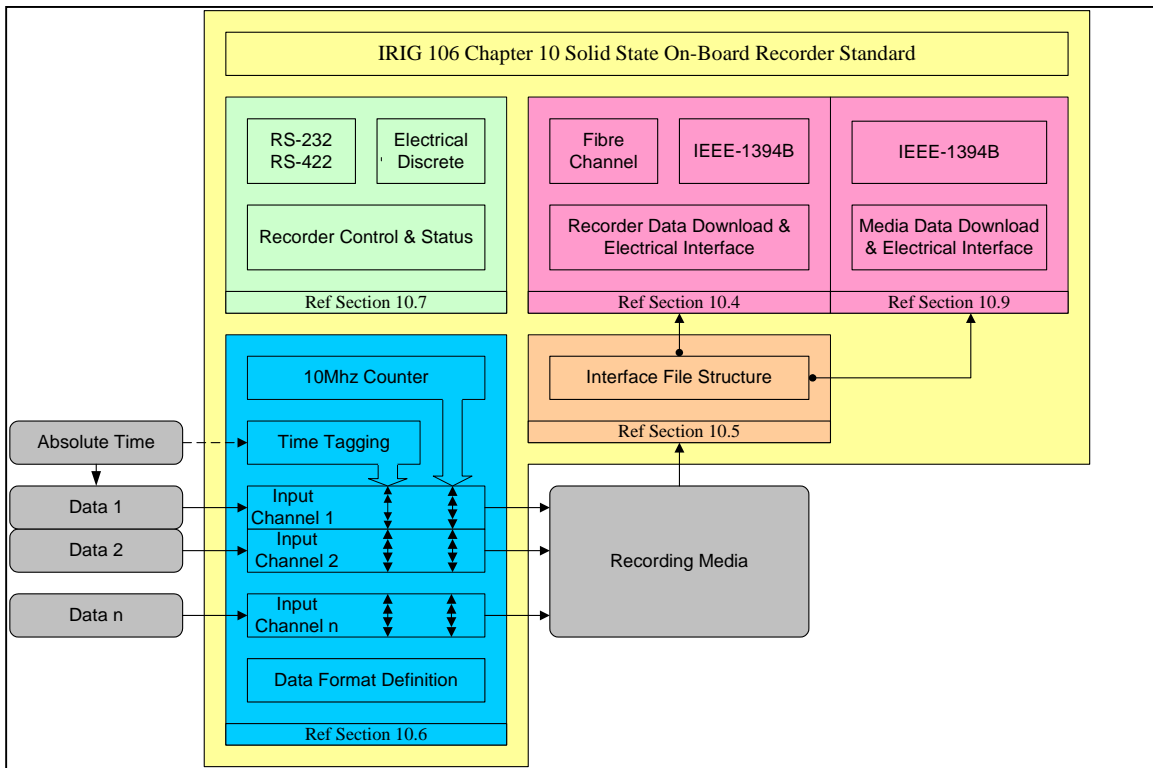 IRIG 106 Chapter 10 Solid State On-Board Recorder Standard
RS-232
RS-422
Electrical
Discrete
Recorder Control & Status
Ref Section 10.7
Fibre
Channel
IEEE-1394B
Recorder Data Download &
Electrical Interface
Ref Section 10.4
IEEE-1394B
Media Data Download
& Electrical Interface
Ref Section 10.9
10Mhz Counter
Time Tagging
Input
Channel 1
Input
Channel 2
Input
Channel n
Data Format Definition
Ref Section 10.6
Interface File Structure
Ref Section 10.5
Absolute Time
Data 1
Data 2
Data n
Recording Media